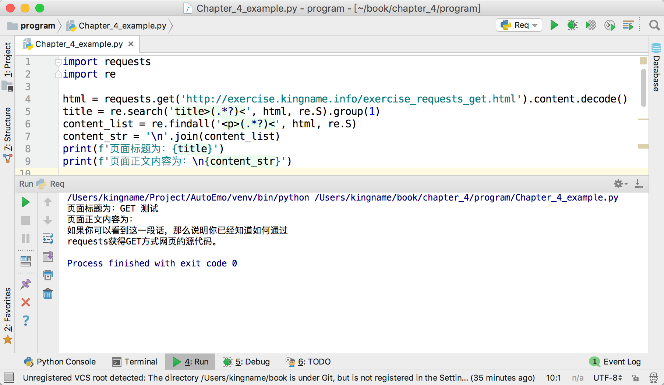 Chapter_4_example.py - program - [~/book/chapter_4/program]
program
Chapter_4_example.py
Req
Chapter_4_example.py
1: Project
7: Structure
2: Favorites
Database
1 import requests
2 import re
3
4 html = requests.get('http://exercise.kingname.info/exercise_requests_get.html').content.decode()
5 title = re.search('title>(.*?)<', html, re.S).group(1)
6 content_list = re.findall('<p>(.*?)<', html, re.S)
7 content_str = '\n'.join(content_list)
8 print(f'页面标题为：{title}')
9 print(f'页面正文内容为：\n{content_str}')
10
Run Req
/Users/kingname/Project/AutoEmo/venv/bin/python /Users/kingname/book/chapter_4/program/Chapter_4_example.py
页面标题为：GET 测试
页面正文内容为：
如果你可以看到这一段话，那么说明你已经知道如何通过
requests获得GET方式网页的源代码。
Process finished with exit code 0
Python Console
Terminal
4: Run
5: Debug
6: TODO
1 Event Log
Unregistered VCS root detected: The directory /Users/kingname/book is under Git, but is not registered in the Settin... (35 minutes ago)
10:1
n/a
UTF-8